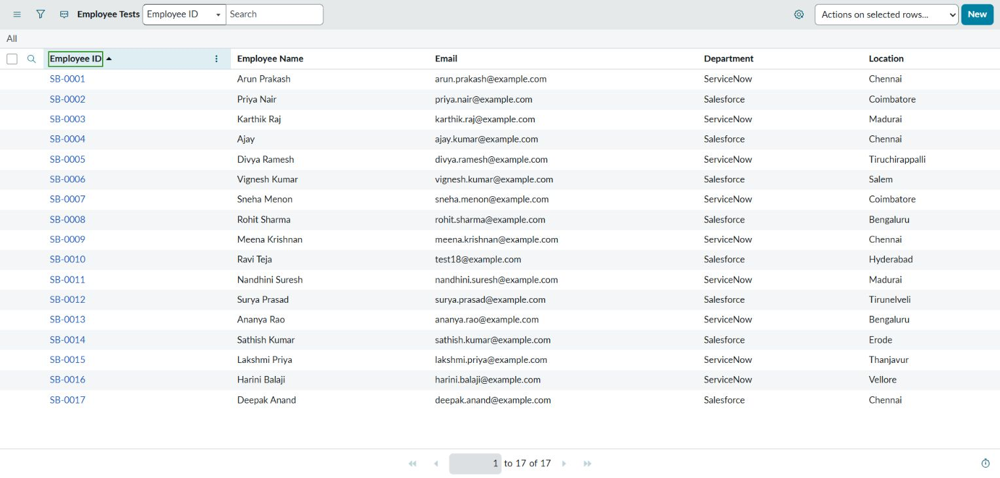 Employee Tests Employee ID Search Actions on selected rows... New
All
Employee ID Employee Name Email Department Location
SB-0001 Arun Prakash arun.prakash@example.com ServiceNow Chennai
SB-0002 Priya Nair priya.nair@example.com Salesforce Coimbatore
SB-0003 Karthik Raj karthik.raj@example.com ServiceNow Madurai
SB-0004 Ajay ajay.kumar@example.com Salesforce Chennai
SB-0005 Divya Ramesh divya.ramesh@example.com ServiceNow Tiruchirappalli
SB-0006 Vignesh Kumar vignesh.kumar@example.com Salesforce Salem
SB-0007 Sneha Menon sneha.menon@example.com ServiceNow Coimbatore
SB-0008 Rohit Sharma rohit.sharma@example.com Salesforce Bengaluru
SB-0009 Meena Krishnan meena.krishnan@example.com ServiceNow Chennai
SB-0010 Ravi Teja test18@example.com Salesforce Hyderabad
SB-0011 Nandhini Suresh nandhini.suresh@example.com ServiceNow Madurai
SB-0012 Surya Prasad surya.prasad@example.com Salesforce Tirunelveli
SB-0013 Ananya Rao ananya.rao@example.com ServiceNow Bengaluru
SB-0014 Sathish Kumar sathish.kumar@example.com Salesforce Erode
SB-0015 Lakshmi Priya lakshmi.priya@example.com ServiceNow Thanjavur
SB-0016 Harini Balaji harini.balaji@example.com ServiceNow Vellore
SB-0017 Deepak Anand deepak.anand@example.com Salesforce Chennai
1 to 17 of 17